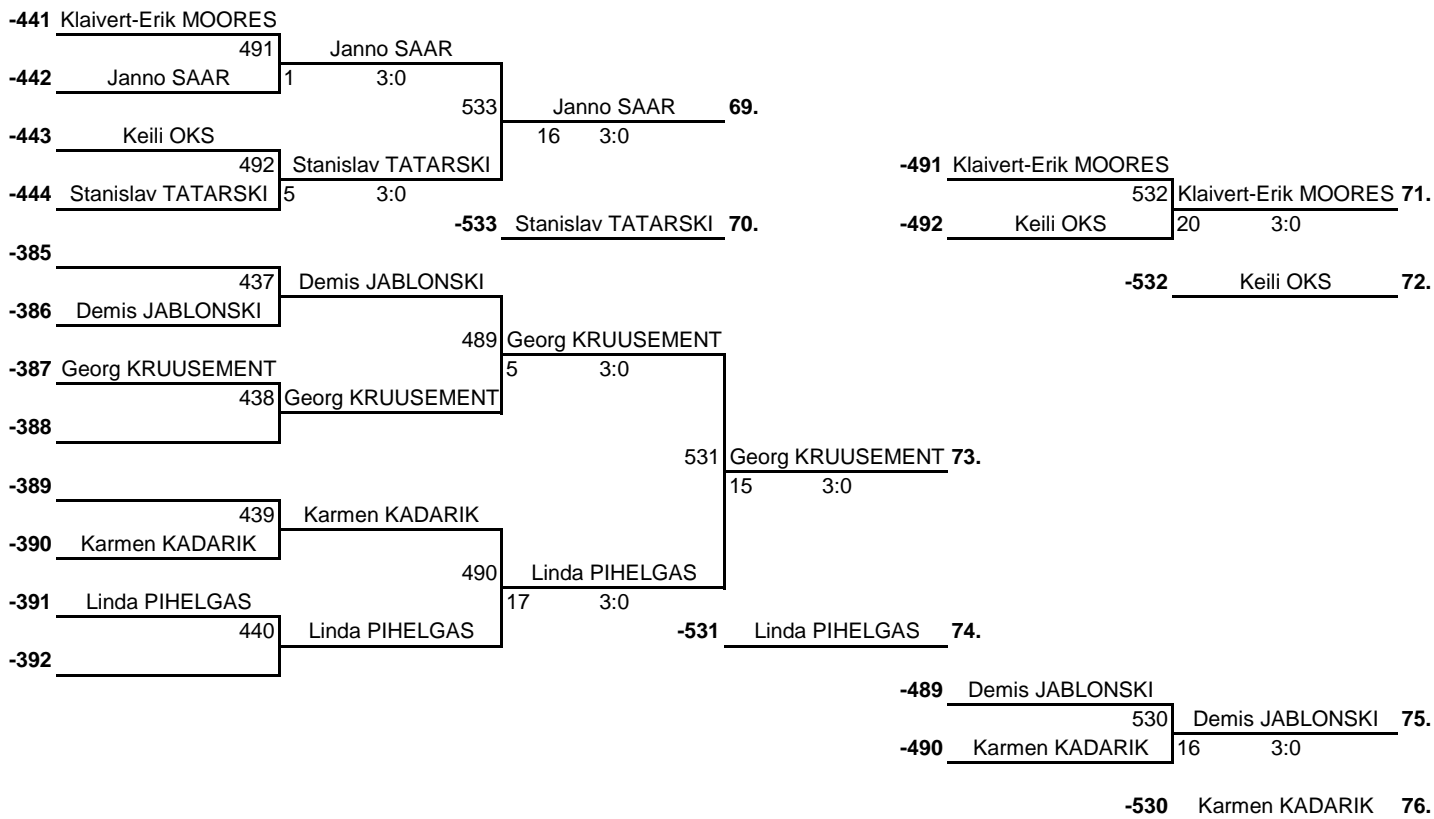 -441 Klaivert-Erik MOORES
491 Janno SAAR
-442 Janno SAAR 1 3:0
533 Janno SAAR 69.
-443 Keili OKS 16 3:0
492 Stanislav TATARSKI -491 Klaivert-Erik MOORES
-444 Stanislav TATARSKI 5 3:0 532 Klaivert-Erik MOORES 71.
-533 Stanislav TATARSKI 70. -492 Keili OKS 20 3:0
-385
437 Demis JABLONSKI -532 Keili OKS 72.
-386 Demis JABLONSKI
489 Georg KRUUSEMENT
-387 Georg KRUUSEMENT 5 3:0
438 Georg KRUUSEMENT
-388
531 Georg KRUUSEMENT 73.
-389 15 3:0
439 Karmen KADARIK
-390 Karmen KADARIK
490 Linda PIHELGAS
-391 Linda PIHELGAS 17 3:0
440 Linda PIHELGAS -531 Linda PIHELGAS 74.
-392
-489 Demis JABLONSKI
530 Demis JABLONSKI 75.
-490 Karmen KADARIK 16 3:0
-530 Karmen KADARIK 76.